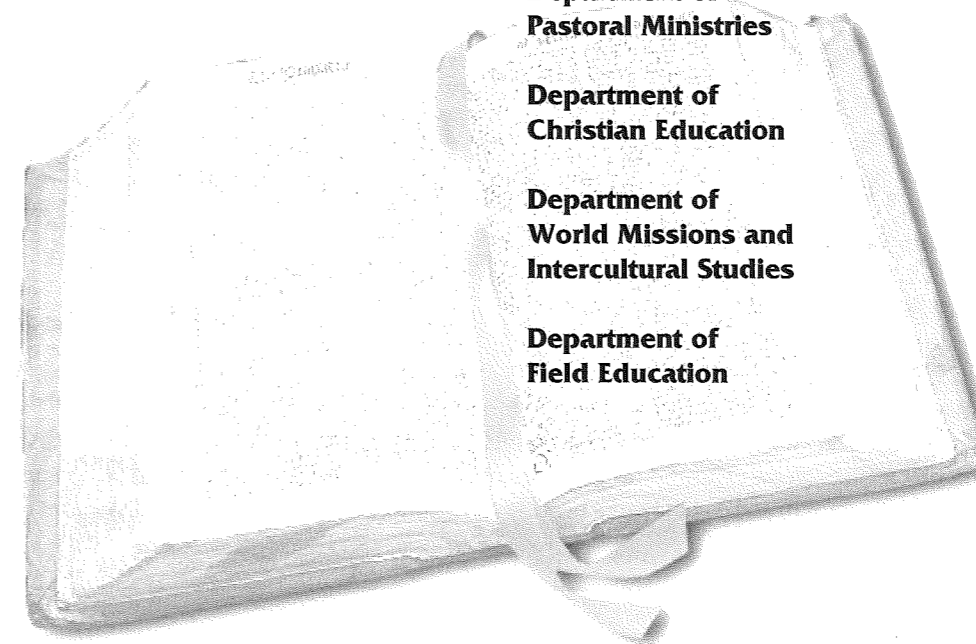 Pastoral Ministries
Department of
Christian Education
Department of
World Missions and
Intercultural Studies
Department of
Field Education